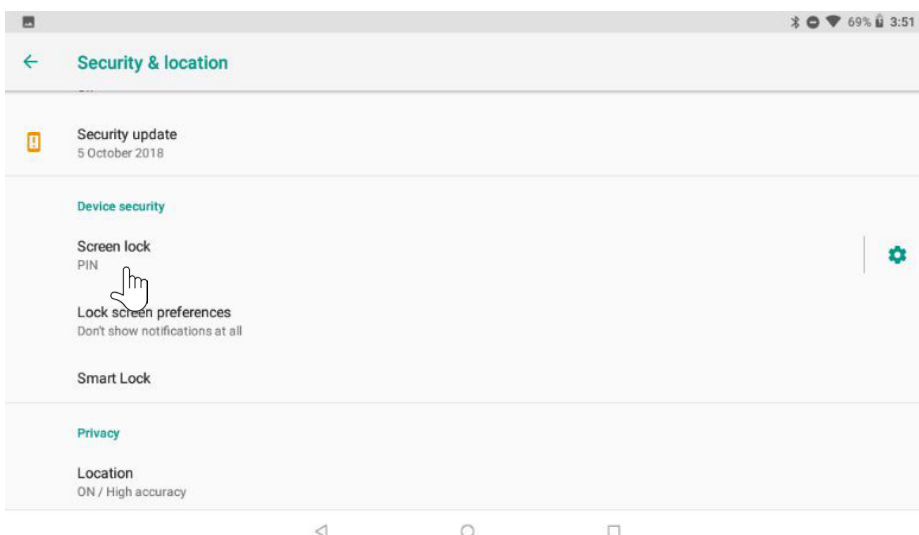 69% 3:51
Security & location
Security update
5 October 2018
Device security
Screen lock
PIN
Lock screen preferences
Don't show notifications at all
Smart Lock
Privacy
Location
ON / High accuracy